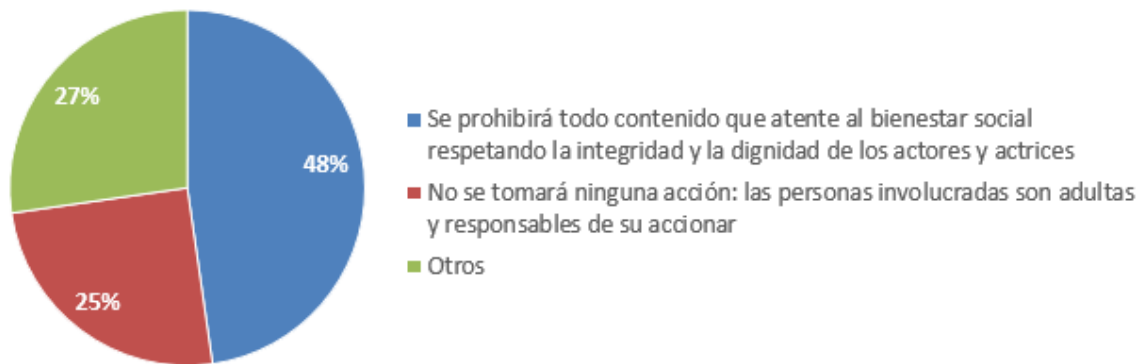 27%
48%
25%
Se prohibirá todo contenido que atente al bienestar social
respetando la integridad y la dignidad de los actores y actrices
No se tomará ninguna acción: las personas involucradas son adultas
y responsables de su accionar
Otros